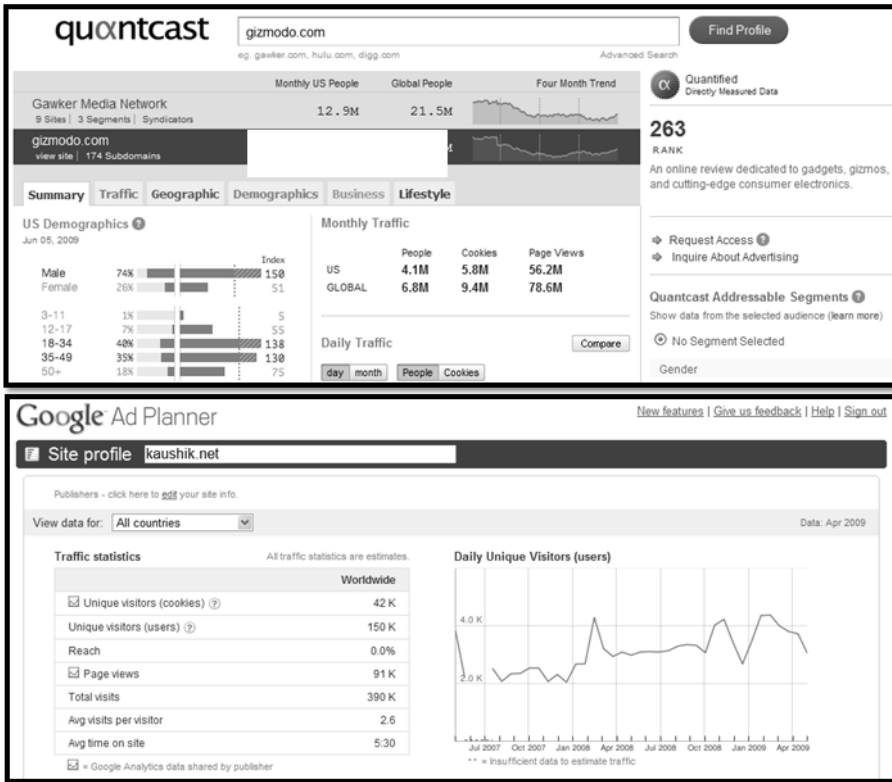 quantcast
gizmodo.com
Find Profile
eg. gawker.com, hulu.com, digg.com
Advanced Search
Monthly US People Global People Four Month Trend
Gawker Media Network
9 Sites | 3 Segments | Syndicators
12.9M 21.5M
gizmodo.com
view site | 174 Subdomains
M
Quantified
Directly Measured Data
263
RANK
An online review dedicated to gadgets, gizmos,
and cutting-edge consumer electronics.
Request Access ?
Inquire About Advertising
Quantcast Addressable Segments ?
Show data from the selected audience (learn more)
No Segment Selected
Gender
Summary Traffic Geographic Demographics Business Lifestyle
US Demographics ?
Jun 05, 2009
Index
Male 74% 150
Female 26% 51
3-11 1% 5
12-17 7% 55
18-34 40% 138
35-49 35% 130
50+ 18% 75
Monthly Traffic
People Cookies Page Views
US 4.1M 5.8M 56.2M
GLOBAL 6.8M 9.4M 78.6M
Daily Traffic
Compare
day month People Cookies
Google Ad Planner
New features | Give us feedback | Help | Sign out
Site profile kaushik.net
Publishers - click here to edit your site info.
View data for: All countries
Data: Apr 2009
Traffic statistics
All traffic statistics are estimates.
Worldwide
Unique visitors (cookies) ? 42 K
Unique visitors (users) ? 150 K
Reach 0.0%
Page views 91 K
Total visits 390 K
Avg visits per visitor 2.6
Avg time on site 5:30
= Google Analytics data shared by publisher
Daily Unique Visitors (users)
4.0 K
2.0 K
Jul 2007 Oct 2007 Jan 2008 Apr 2008 Jul 2008 Oct 2008 Jan 2009 Apr 2009
** = Insufficient data to estimate traffic